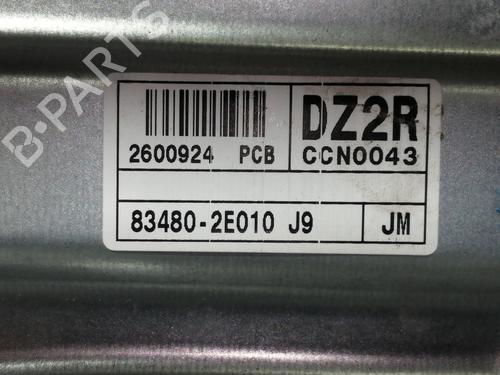 B-PARTS
DZ2R
2600924 PCB CCN0043
83480-2E010 J9 JM